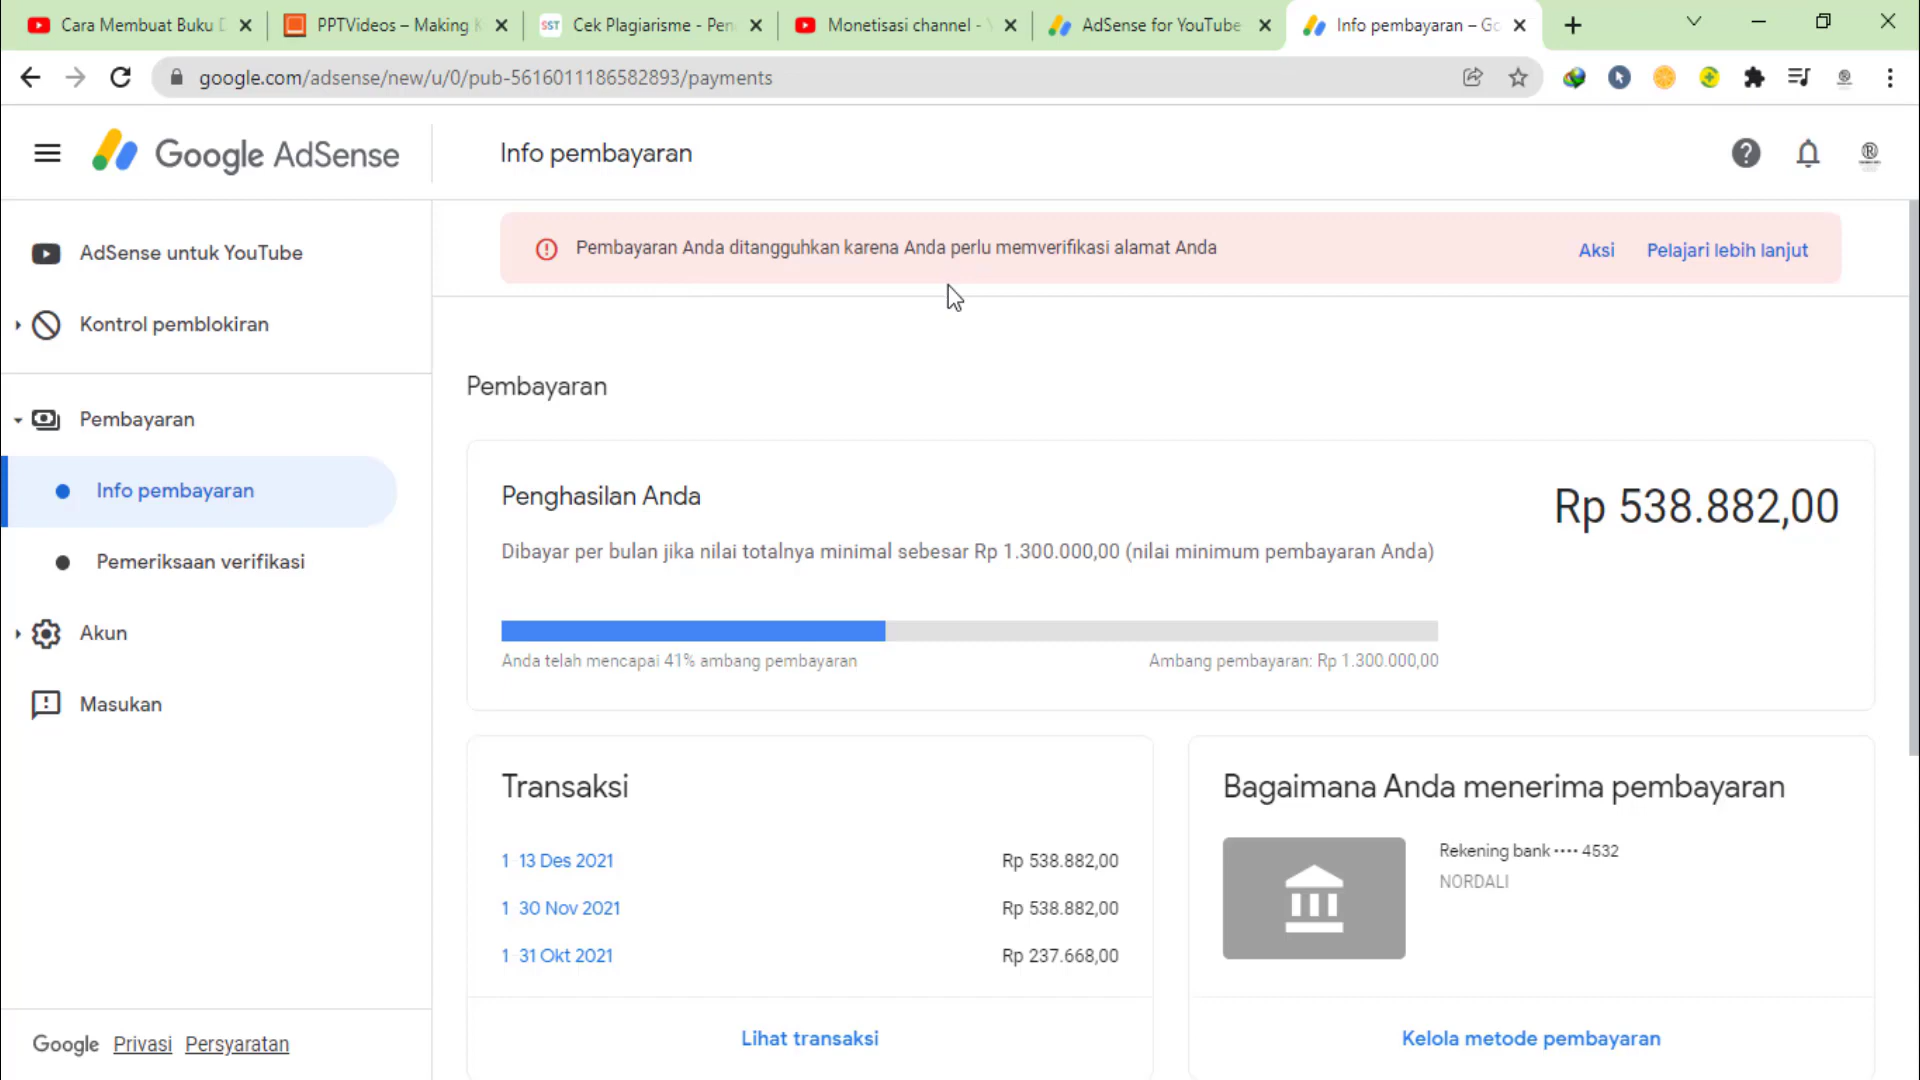 Cara Membuat Buku D
PPTVideos – Making K
SST Cek Plagiarisme - Pen
Monetisasi channel - Y
AdSense for YouTube
Info pembayaran – Go
google.com/adsense/new/u/0/pub-5616011186582893/payments
Google AdSense
Info pembayaran
AdSense untuk YouTube
Kontrol pemblokiran
Pembayaran
Info pembayaran
Pemeriksaan verifikasi
Akun
Masukan
Google Privasi Persyaratan
Pembayaran Anda ditangguhkan karena Anda perlu memverifikasi alamat Anda
Aksi Pelajari lebih lanjut
Pembayaran
Penghasilan Anda
Rp 538.882,00
Dibayar per bulan jika nilai totalnya minimal sebesar Rp 1.300.000,00 (nilai minimum pembayaran Anda)
Anda telah mencapai 41% ambang pembayaran
Ambang pembayaran: Rp 1.300.000,00
Transaksi
1 13 Des 2021 Rp 538.882,00
1 30 Nov 2021 Rp 538.882,00
1 31 Okt 2021 Rp 237.668,00
Lihat transaksi
Bagaimana Anda menerima pembayaran
Rekening bank •••• 4532
NORDALI
Kelola metode pembayaran